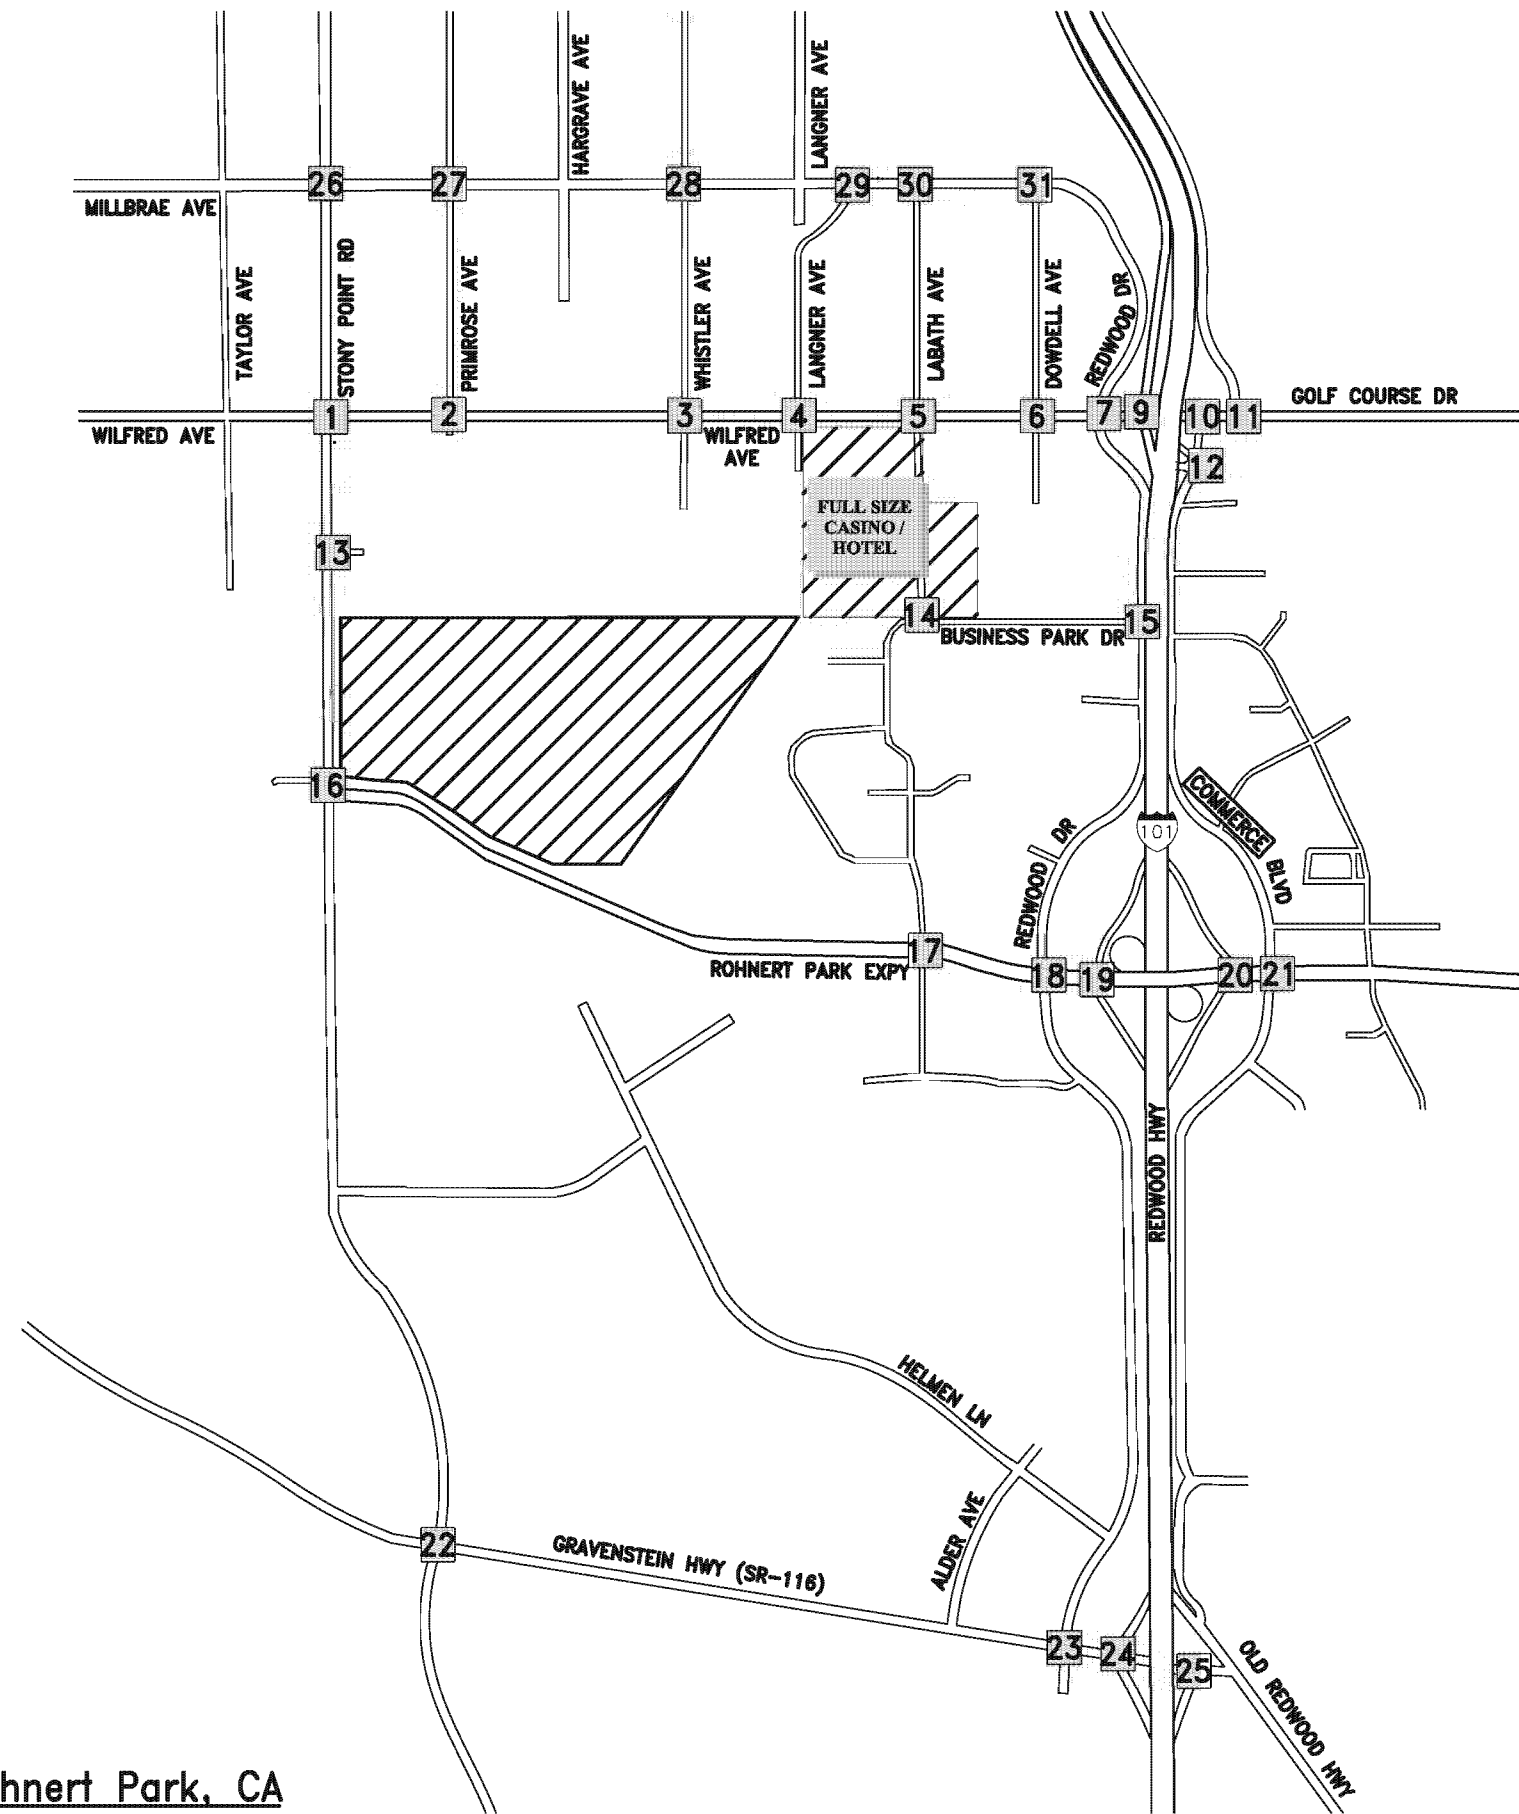 HARGRAVE AVE
LANGNER AVE
26
27
28
29
30
31
MILLBRAE AVE
TAYLOR AVE
STONY POINT RD
PRIMROSE AVE
WHISTLER AVE
LANGNER AVE
LABATH AVE
DOWDELL AVE
REDWOOD DR
1
2
3
4
5
6
7
9
10
11
GOLF COURSE DR
WILFRED AVE
WILFRED
AVE
12
FULL SIZE
CASINO /
HOTEL
13
14
15
BUSINESS PARK DR
16
101
COMMERCE
BLVD
REDWOOD DR
17
18
19
20
21
ROHNERT PARK EXPY
REDWOOD HWY
HELMEN LN
ALDER AVE
22
GRAVENSTEIN HWY (SR-116)
23
24
25
OLD REDWOOD HWY
hnert Park, CA